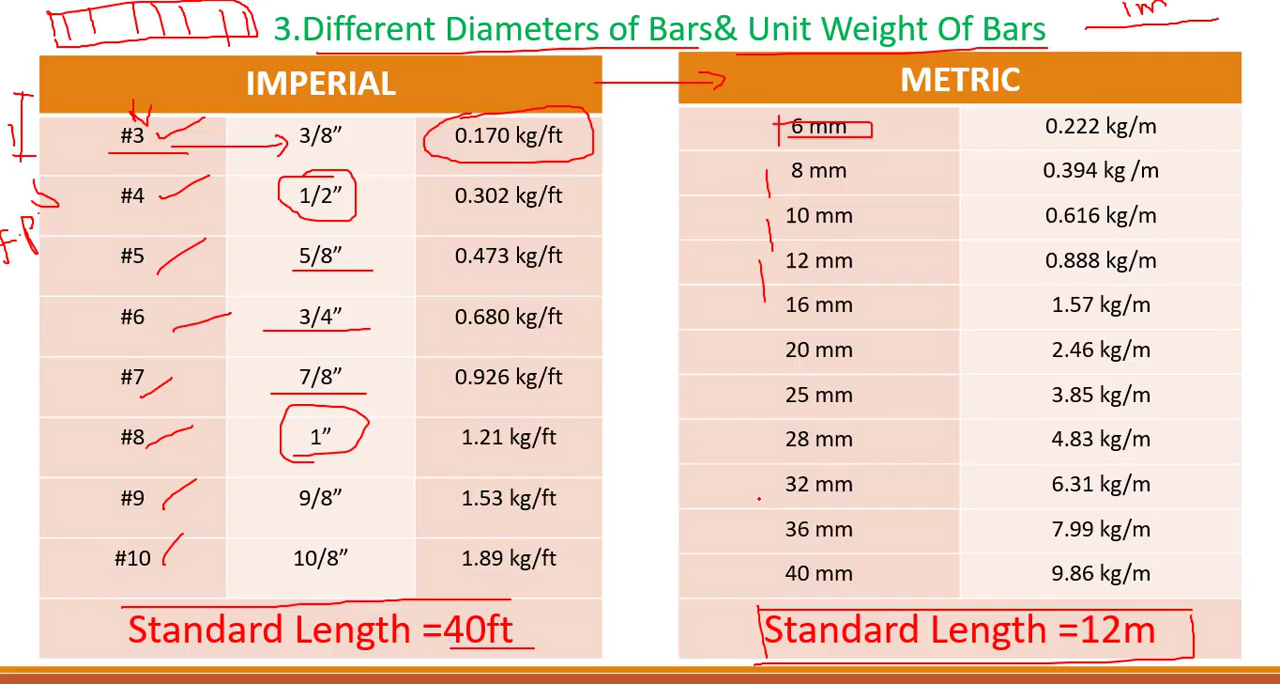 1m
3.Different Diameters of Bars& Unit Weight Of Bars
IMPERIAL
#3 3/8” 0.170 kg/ft
#4 1/2” 0.302 kg/ft
#5 5/8” 0.473 kg/ft
#6 3/4” 0.680 kg/ft
#7 7/8” 0.926 kg/ft
#8 1” 1.21 kg/ft
#9 9/8” 1.53 kg/ft
#10 10/8” 1.89 kg/ft
Standard Length =40ft
F.P.S
METRIC
6 mm 0.222 kg/m
8 mm 0.394 kg /m
10 mm 0.616 kg/m
12 mm 0.888 kg/m
16 mm 1.57 kg/m
20 mm 2.46 kg/m
25 mm 3.85 kg/m
28 mm 4.83 kg/m
32 mm 6.31 kg/m
36 mm 7.99 kg/m
40 mm 9.86 kg/m
Standard Length =12m